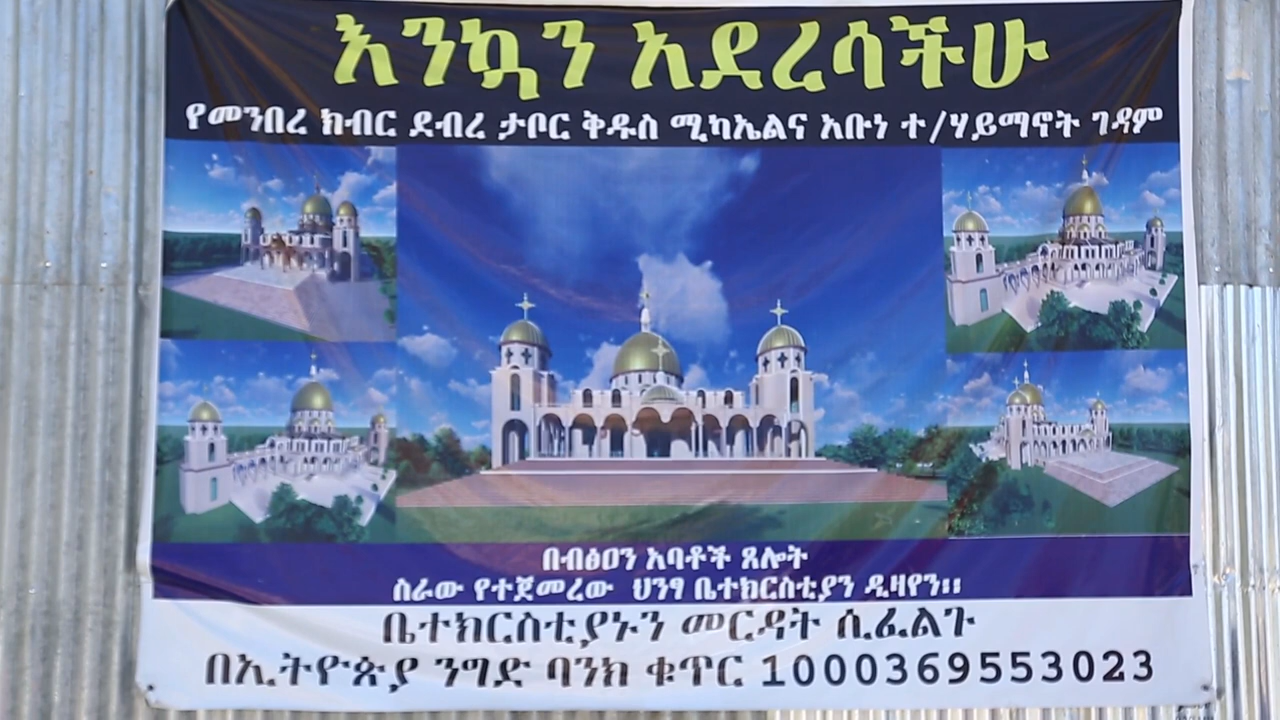 እንኳን አደረሳችሁ
የመንበረ ክብር ደብረ ታቦር ቅዱስ ሚካኤልና አቡነ ተ/ሃይማኖት ገዳም
በብፅዐን አባቶች ጸሎት
ስራው የተጀመረው ህንፃ ቤተክርስቲያን ዲዛየን፡፡
ቤተክርስቲያኑን መርዳት ሲፈልጉ
በኢትዮጵያ ንግድ ባንክ ቁጥር 1000369553023